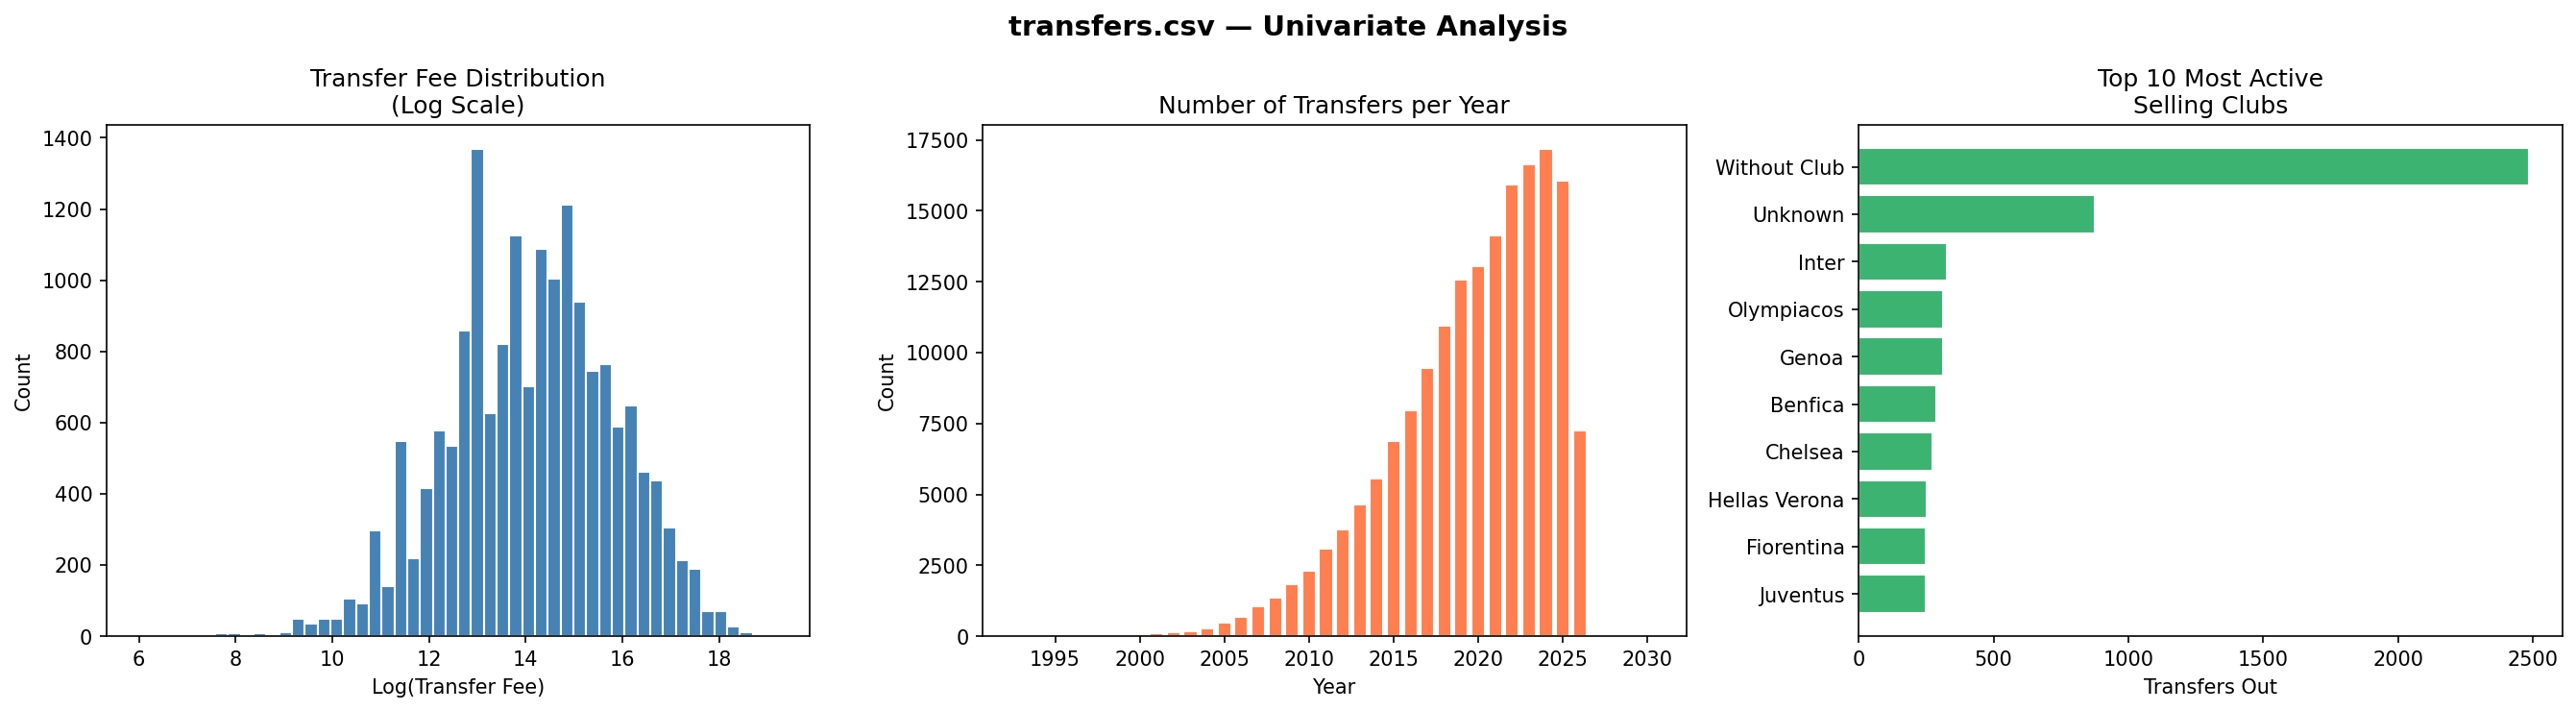 transfers.csv — Univariate Analysis
Transfer Fee Distribution
(Log Scale)
1400
1200
1000
800
600
400
200
0
Count
6 8 10 12 14 16 18
Log(Transfer Fee)
Number of Transfers per Year
17500
15000
12500
10000
7500
5000
2500
0
Count
1995 2000 2005 2010 2015 2020 2025 2030
Year
Top 10 Most Active
Selling Clubs
Without Club
Unknown
Inter
Olympiacos
Genoa
Benfica
Chelsea
Hellas Verona
Fiorentina
Juventus
0 500 1000 1500 2000 2500
Transfers Out